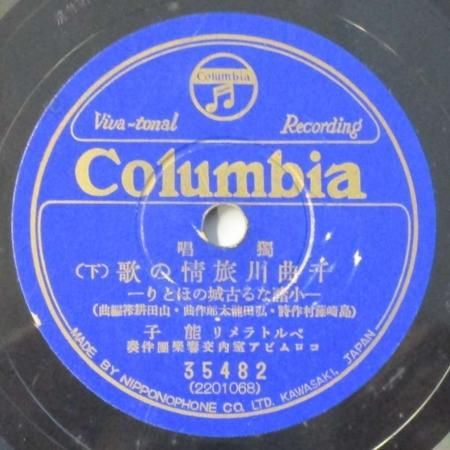 Columbia
Viva-tonal Recording
Columbia
獨唱
千曲川旅情の歌(下)
―小諸なる古城のほとり―
(島崎藤村作詩・弘田龍太郎作曲・山田耕筰編曲)
ベルトラメリ能子
コロムビア室内交響樂團伴奏
35482
(2201068)
MADE BY NIPPONOPHONE CO. LTD. KAWASAKI, JAPAN